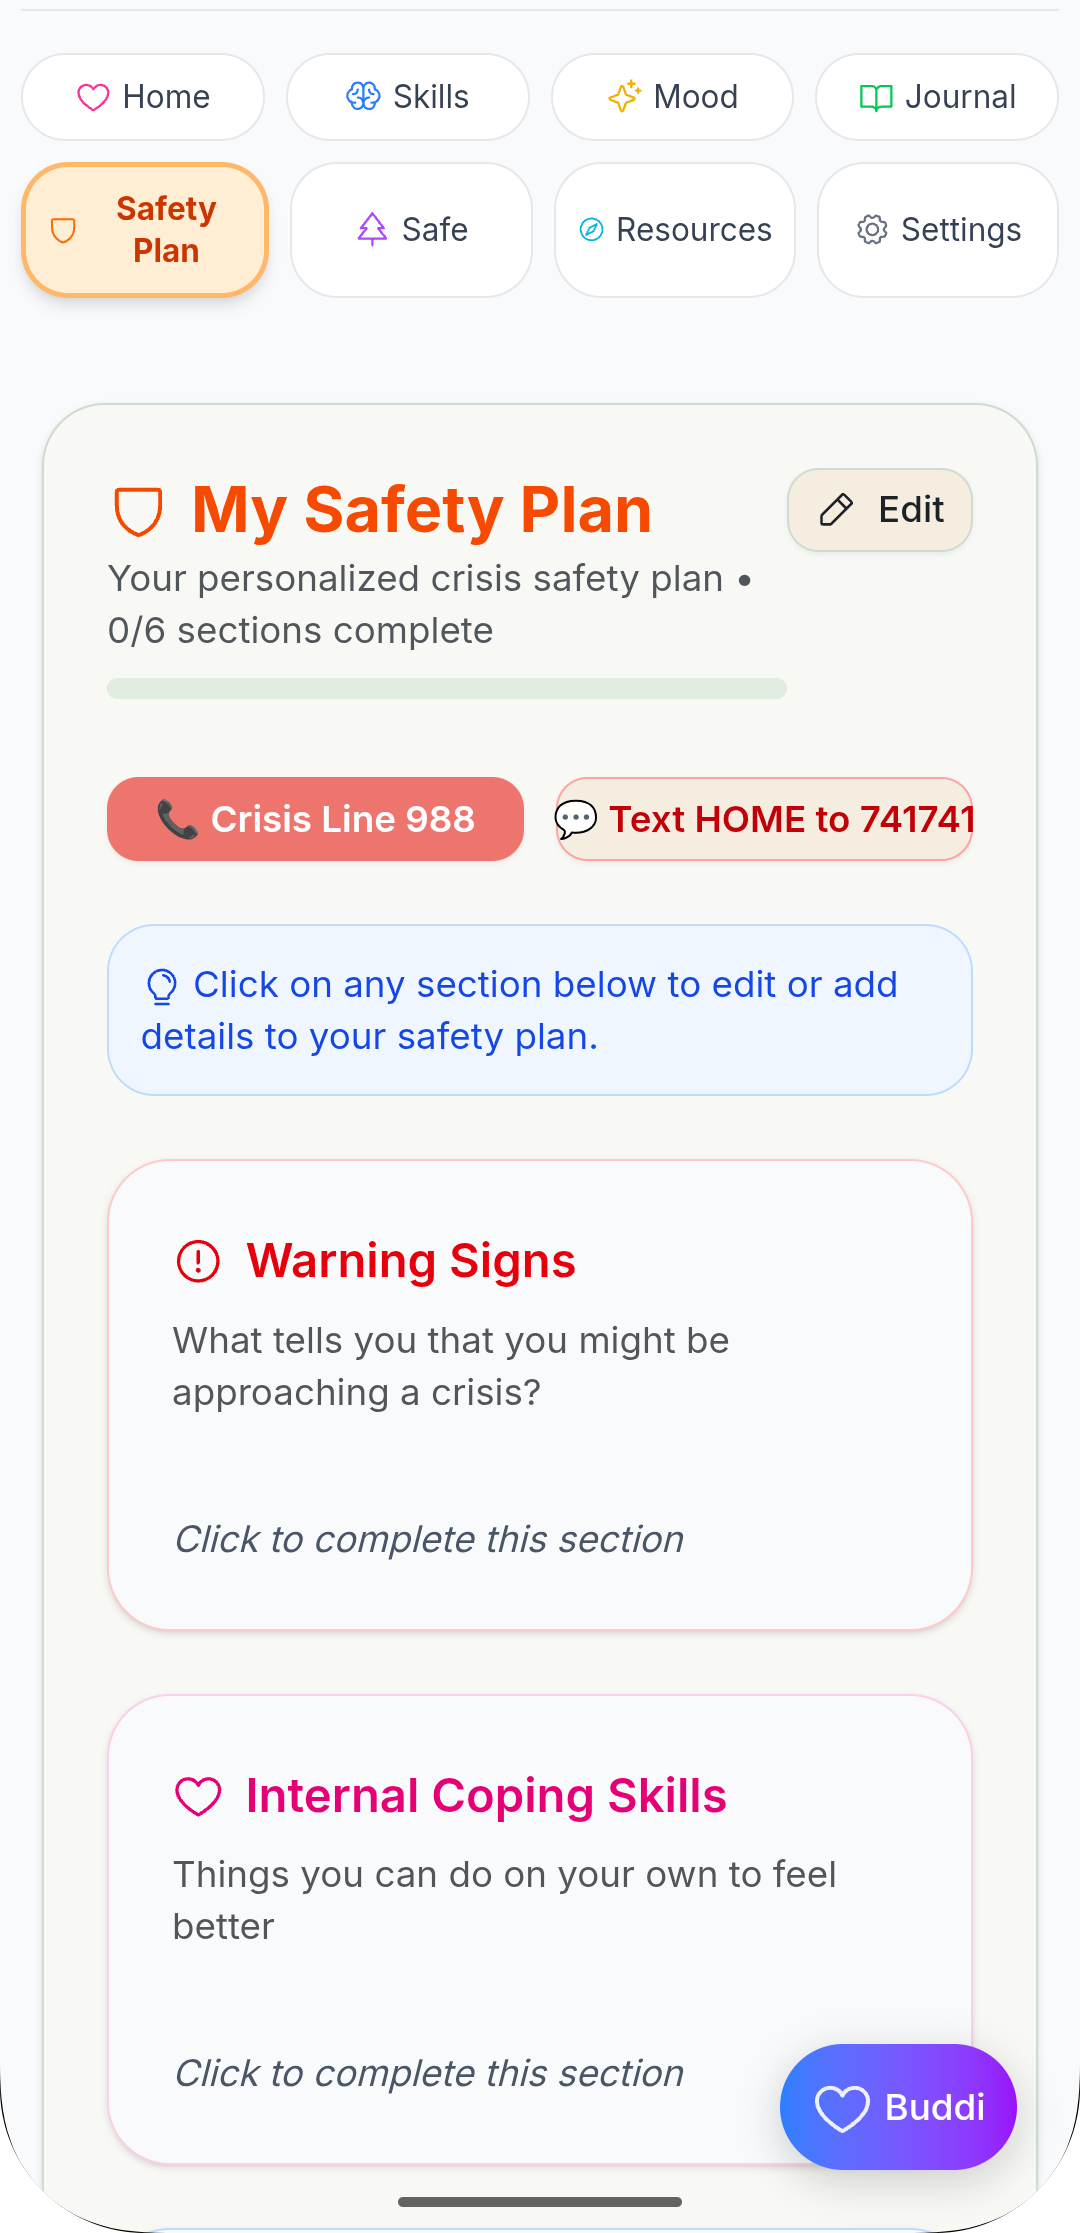 Home
Skills
Mood
Journal
Safety
Plan
Safe
Resources
Settings
My Safety Plan
Edit
Your personalized crisis safety plan •
0/6 sections complete
📞 Crisis Line 988
💬 Text HOME to 741741
Click on any section below to edit or add
details to your safety plan.
Warning Signs
What tells you that you might be
approaching a crisis?
Click to complete this section
Internal Coping Skills
Things you can do on your own to feel
better
Click to complete this section
Buddi